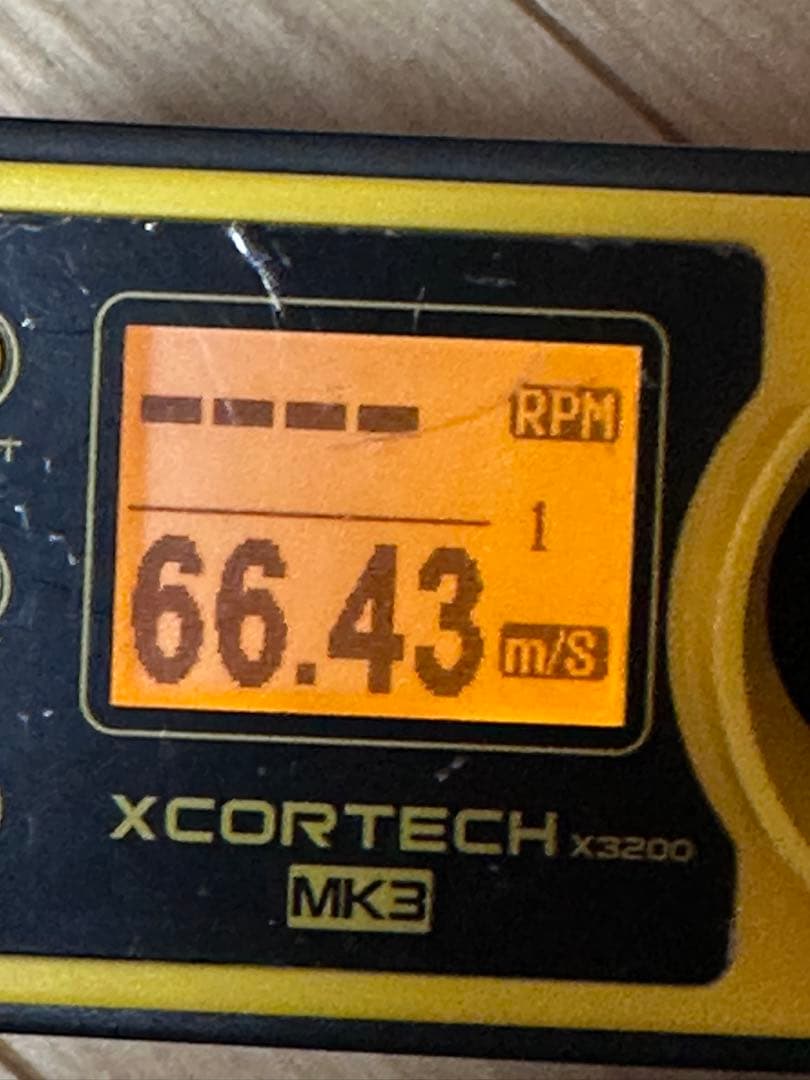 ---- RPM
1
66.43 m/S
XCORTECH X3200
MK3